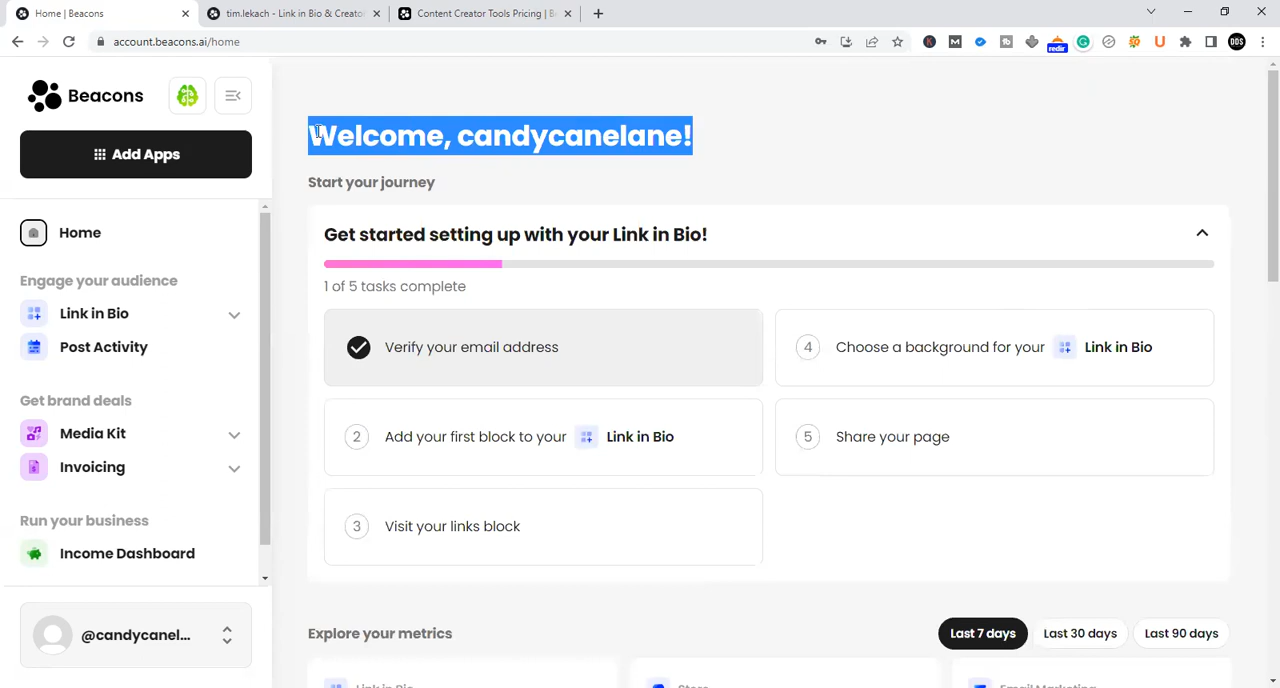 Home | Beacons
tim.lekach - Link in Bio & Creator
Content Creator Tools Pricing | B
account.beacons.ai/home
redir
DDS
Beacons
Add Apps
Home
Engage your audience
Link in Bio
Post Activity
Get brand deals
Media Kit
Invoicing
Run your business
Income Dashboard
@candycanel...
Welcome, candycanelane!
Start your journey
Get started setting up with your Link in Bio!
1 of 5 tasks complete
Verify your email address
4 Choose a background for your Link in Bio
2 Add your first block to your Link in Bio
5 Share your page
3 Visit your links block
Explore your metrics
Last 7 days Last 30 days Last 90 days
Link in Bio Store Email Marketing